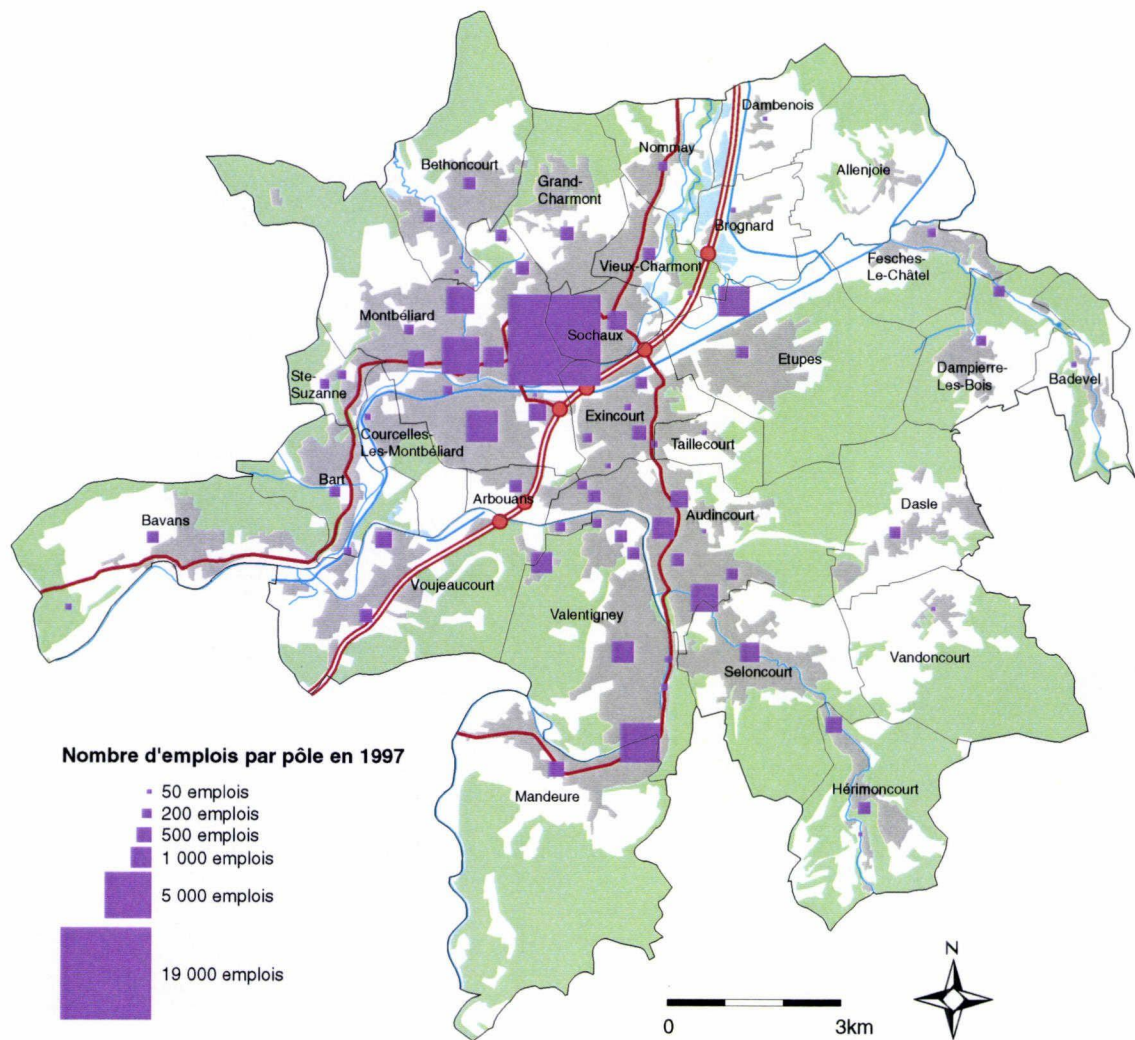 Dambenois
Nommay
Bethoncourt
Grand-
Charmont
Allenjoie
Brognard
Vieux-Charmont
Fesches-
Le-Châtel
Montbéliard
Sochaux
Etupes
Ste-
Suzanne
Dampierre-
Les-Bois
Badevel
Exincourt
Courcelles-
Les-Montbéliard
Taillecourt
Bart
Arbouans
Bavans
Audincourt
Dasle
Voujeaucourt
Valentigney
Seloncourt
Vandoncourt
Nombre d'emplois par pôle en 1997
50 emplois
200 emplois
500 emplois
1 000 emplois
5 000 emplois
19 000 emplois
Mandeure
Hérimoncourt
N
0 3km